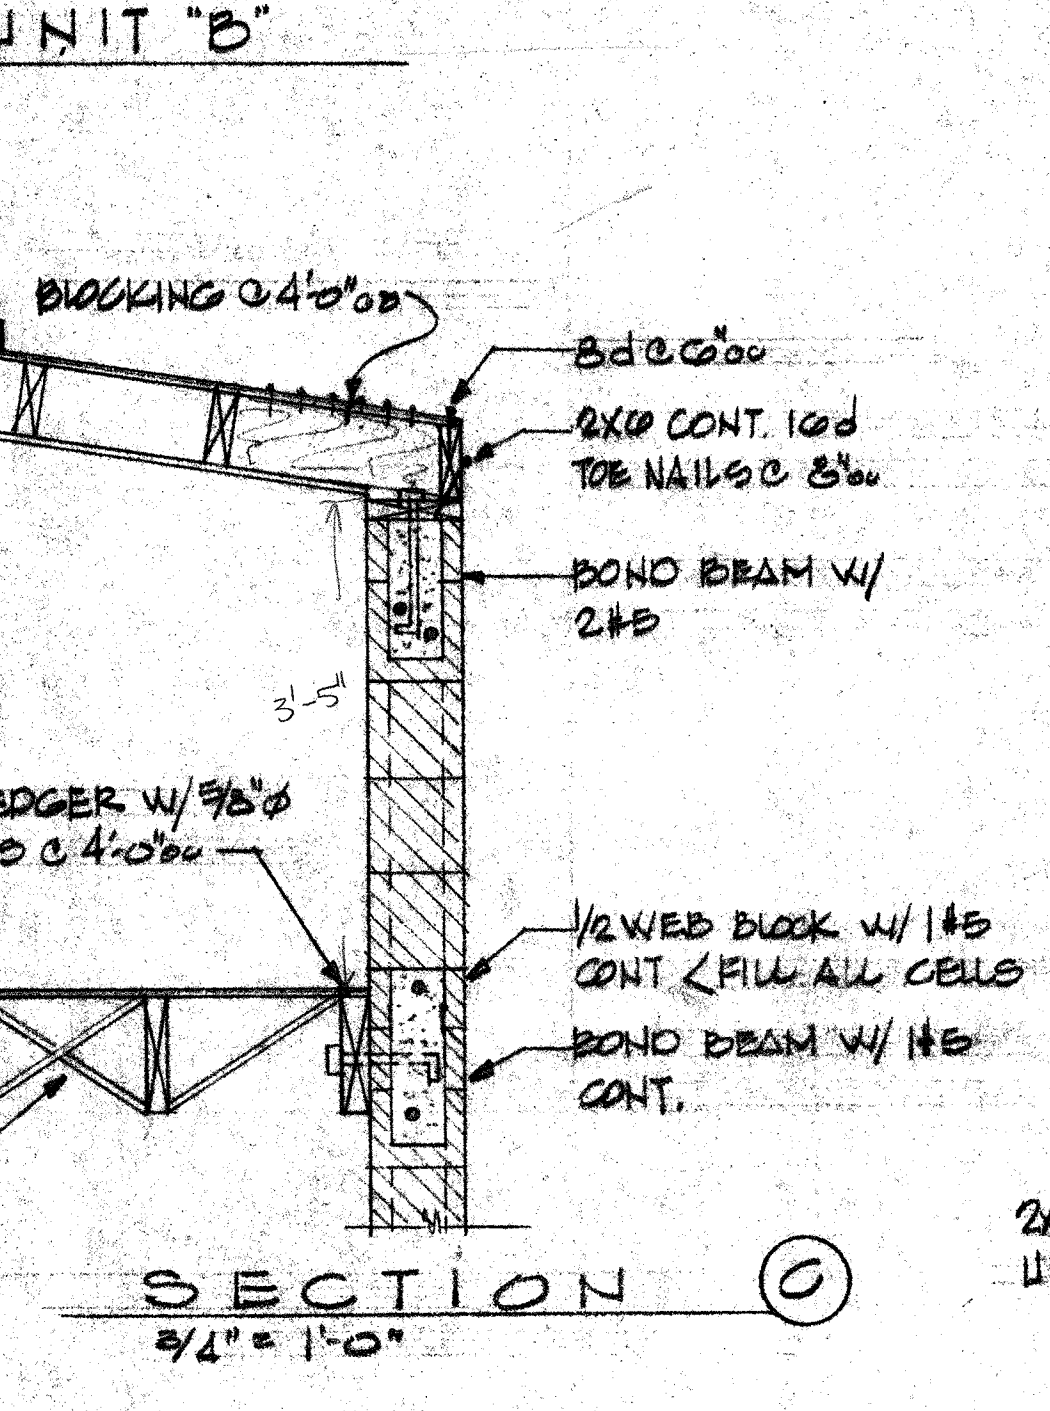 UNIT "B"
BLOCKING @ 4'-0"oc
8d @ 6"oc
2X6 CONT. 16d
TOE NAILS @ 8"oc
BOND BEAM W/
2#5
3'-5"
EDGER W/ 5/8"Ø
@ 4'-0"oc
1/2 WEB BLOCK W/ 1#5
CONT < FILL ALL CELLS
BOND BEAM W/ 1#5
CONT.
SECTION C
3/4" = 1'-0"